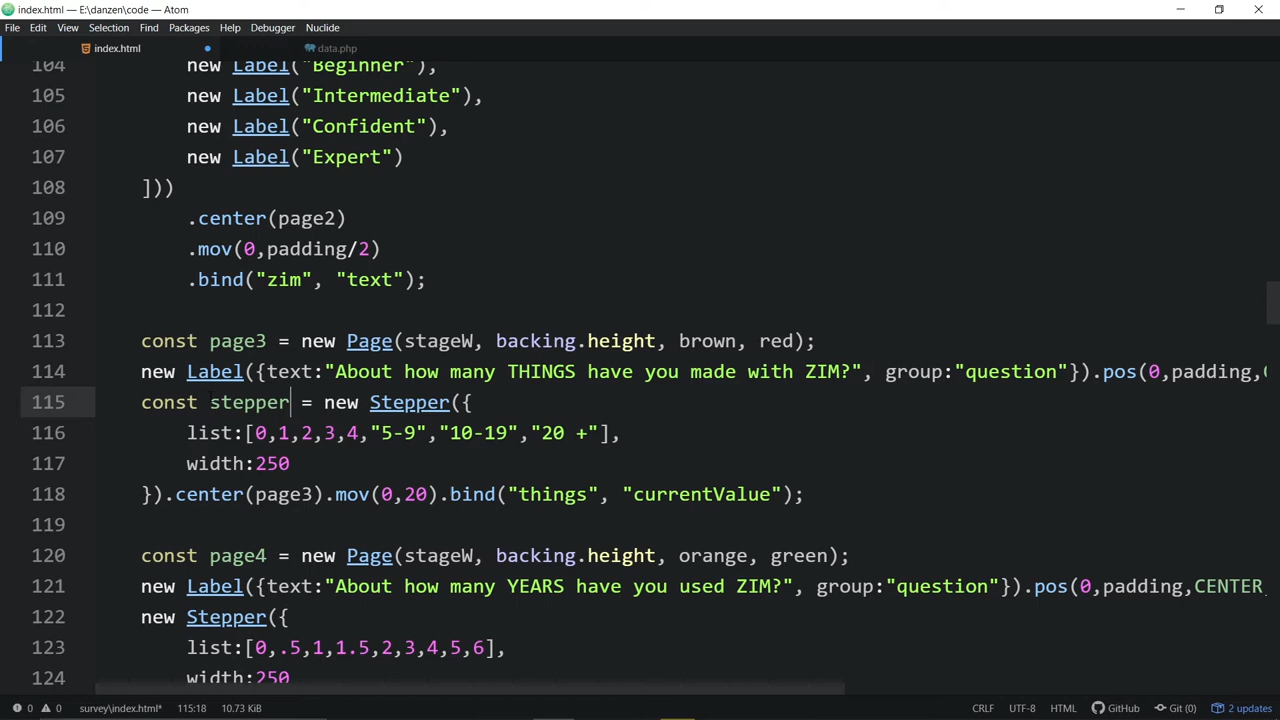 index.html — E:\danzen\code — Atom
File Edit View Selection Find Packages Help Debugger Nuclide
index.html data.php
104 new Label("Beginner"),
105 new Label("Intermediate"),
106 new Label("Confident"),
107 new Label("Expert")
108 ]))
109 .center(page2)
110 .mov(0,padding/2)
111 .bind("zim", "text");
112
113 const page3 = new Page(stageW, backing.height, brown, red);
114 new Label({text:"About how many THINGS have you made with ZIM?", group:"question"}).pos(0,padding,C
115 const stepper = new Stepper({
116 list:[0,1,2,3,4,"5-9","10-19","20 +"],
117 width:250
118 }).center(page3).mov(0,20).bind("things", "currentValue");
119
120 const page4 = new Page(stageW, backing.height, orange, green);
121 new Label({text:"About how many YEARS have you used ZIM?", group:"question"}).pos(0,padding,CENTER
122 new Stepper({
123 list:[0,.5,1,1.5,2,3,4,5,6],
124 width:250
0 0 survey\index.html* 115:18 10.73 KiB CRLF UTF-8 HTML GitHub Git (0) 2 updates